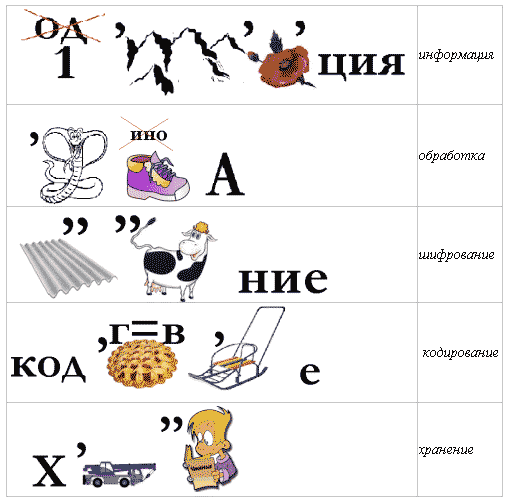 од
1 ’ ’ ’ ция
информация
’ ино А
обработка
” ” ние
шифрование
код ,г=в ’ е
кодирование
х ’ ”
хранение